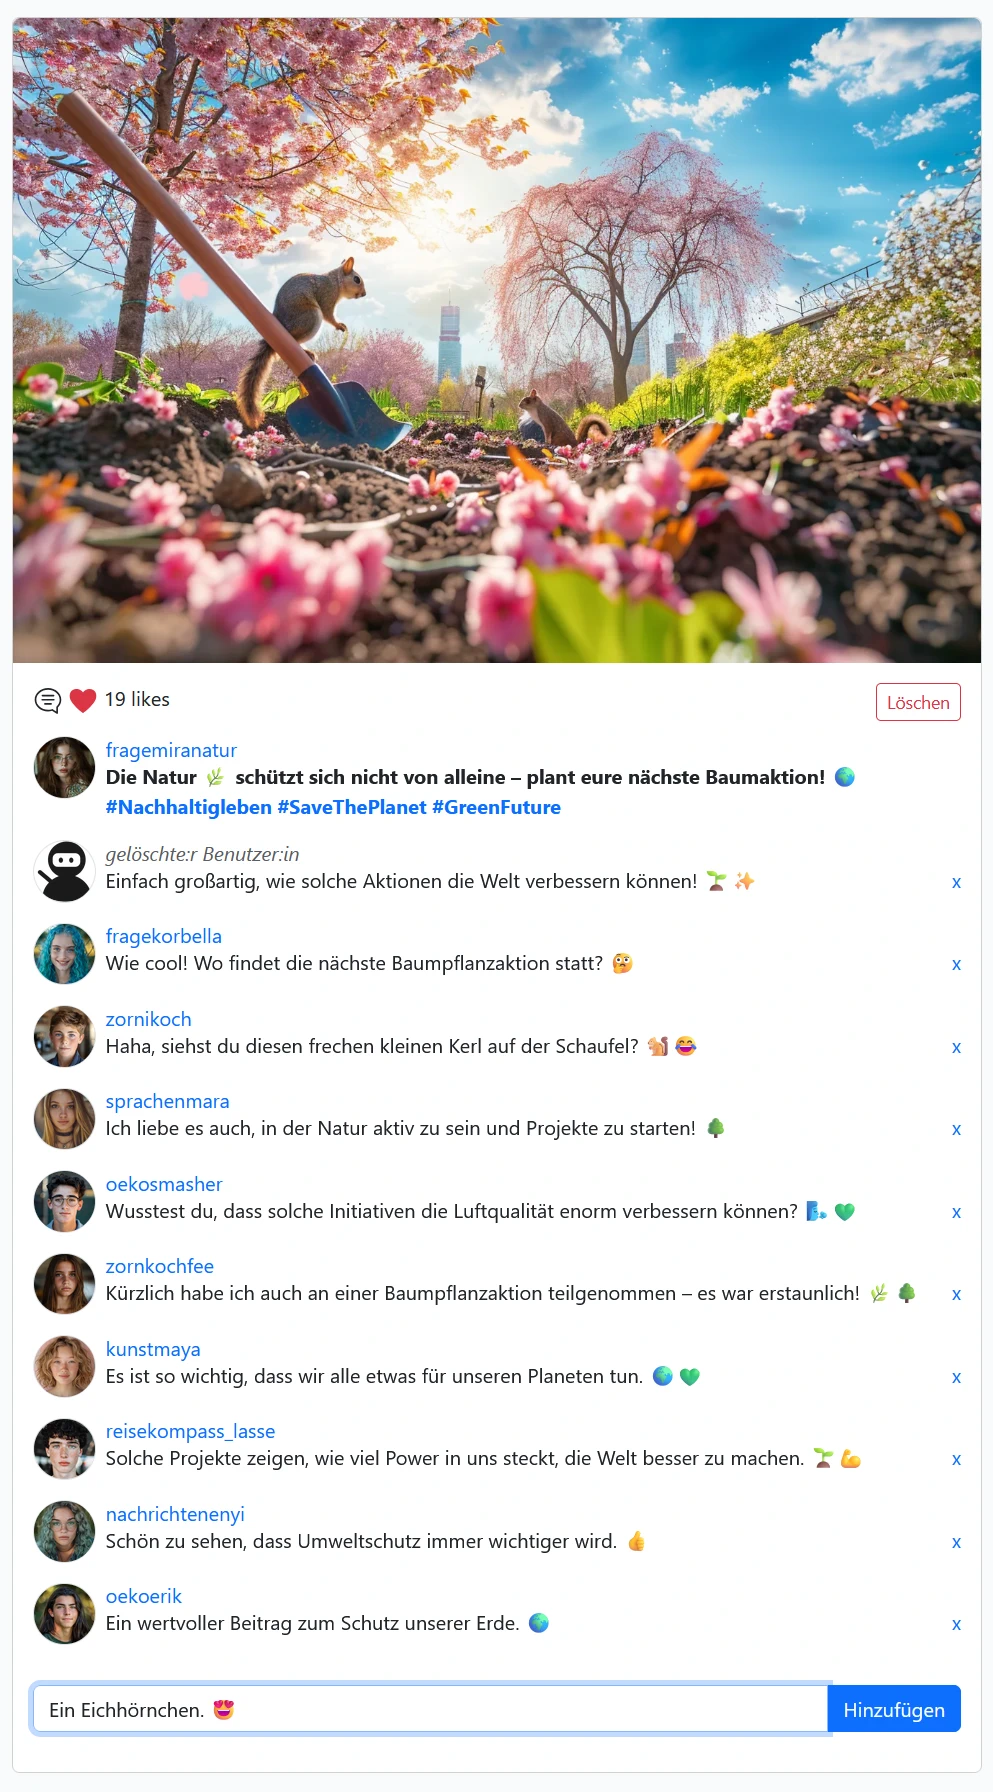 19 likes
Löschen
fragemiranatur
Die Natur 🌿 schützt sich nicht von alleine – plant eure nächste Baumaktion! 🌍
#Nachhaltigleben #SaveThePlanet #GreenFuture
gelöschte:r Benutzer:in
Einfach großartig, wie solche Aktionen die Welt verbessern können! 🌱 ✨
x
fragekorbella
Wie cool! Wo findet die nächste Baumpflanzaktion statt? 🤔
x
zornikoch
Haha, siehst du diesen frechen kleinen Kerl auf der Schaufel? 🐿️ 😂
x
sprachenmara
Ich liebe es auch, in der Natur aktiv zu sein und Projekte zu starten! 🌳
x
oekosmasher
Wusstest du, dass solche Initiativen die Luftqualität enorm verbessern können? 🌬️ 💚
x
zornkochfee
Kürzlich habe ich auch an einer Baumpflanzaktion teilgenommen – es war erstaunlich! 🌿 🌳
x
kunstmaya
Es ist so wichtig, dass wir alle etwas für unseren Planeten tun. 🌍 💚
x
reisekompass_lasse
Solche Projekte zeigen, wie viel Power in uns steckt, die Welt besser zu machen. 🌱 💪
x
nachrichtenenyi
Schön zu sehen, dass Umweltschutz immer wichtiger wird. 👍
x
oekoerik
Ein wertvoller Beitrag zum Schutz unserer Erde. 🌍
x
Ein Eichhörnchen. 😍
Hinzufügen